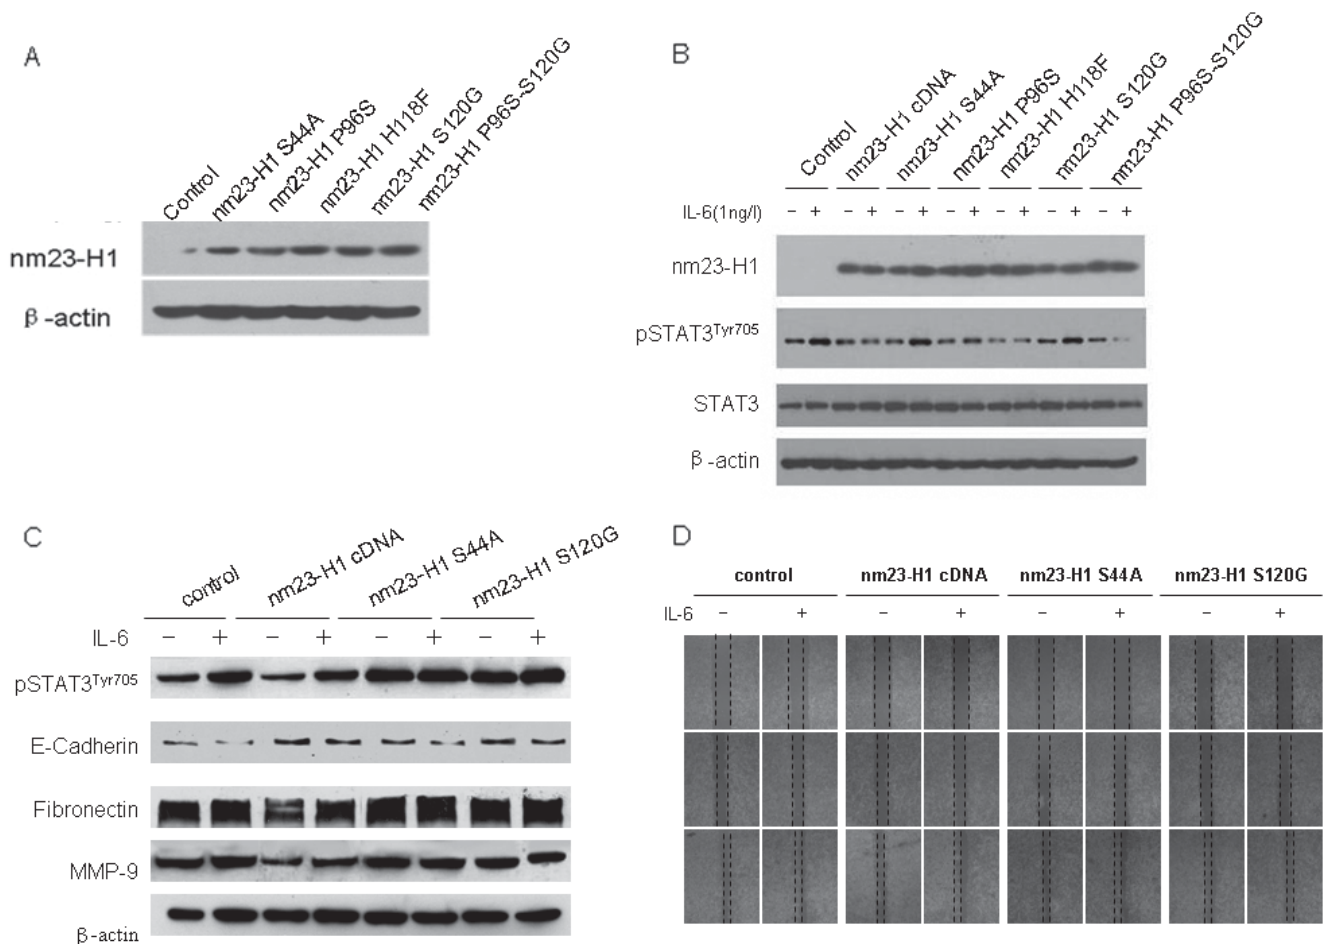 A
Control
nm23-H1 S44A
nm23-H1 P96S
nm23-H1 H118F
nm23-H1 S120G
nm23-H1 P96S-S120G
nm23-H1
β-actin
B
Control
nm23-H1 cDNA
nm23-H1 S44A
nm23-H1 P96S
nm23-H1 H118F
nm23-H1 S120G
nm23-H1 P96S-S120G
IL-6(1ng/l) − + − + − + − + − + − + − +
nm23-H1
pSTAT3Tyr705
STAT3
β-actin
C
control
nm23-H1 cDNA
nm23-H1 S44A
nm23-H1 S120G
IL-6 − + − + − + − +
pSTAT3Tyr705
E-Cadherin
Fibronectin
MMP-9
β-actin
D
control nm23-H1 cDNA nm23-H1 S44A nm23-H1 S120G
IL-6 − + − + − + − +